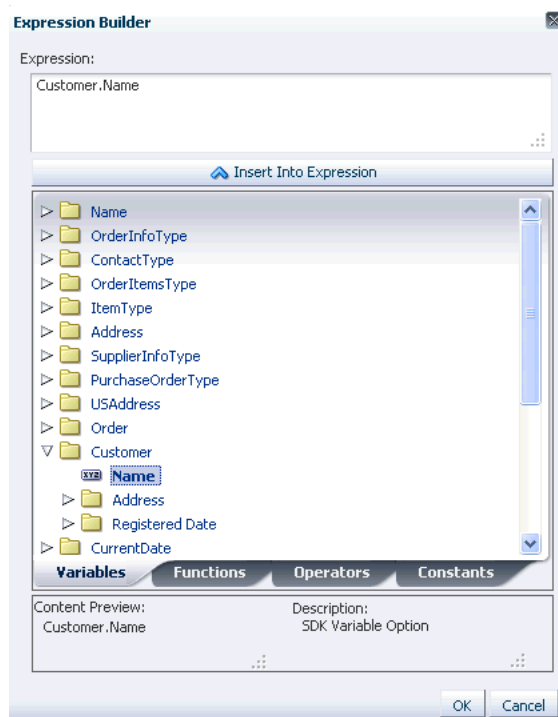 Expression Builder
Expression:
Customer.Name
Insert Into Expression
Name
OrderInfoType
ContactType
OrderItemsType
ItemType
Address
SupplierInfoType
PurchaseOrderType
USAddress
Order
Customer
XYZ Name
Address
Registered Date
CurrentDate
Variables Functions Operators Constants
Content Preview: Description:
Customer.Name SDK Variable Option
OK Cancel